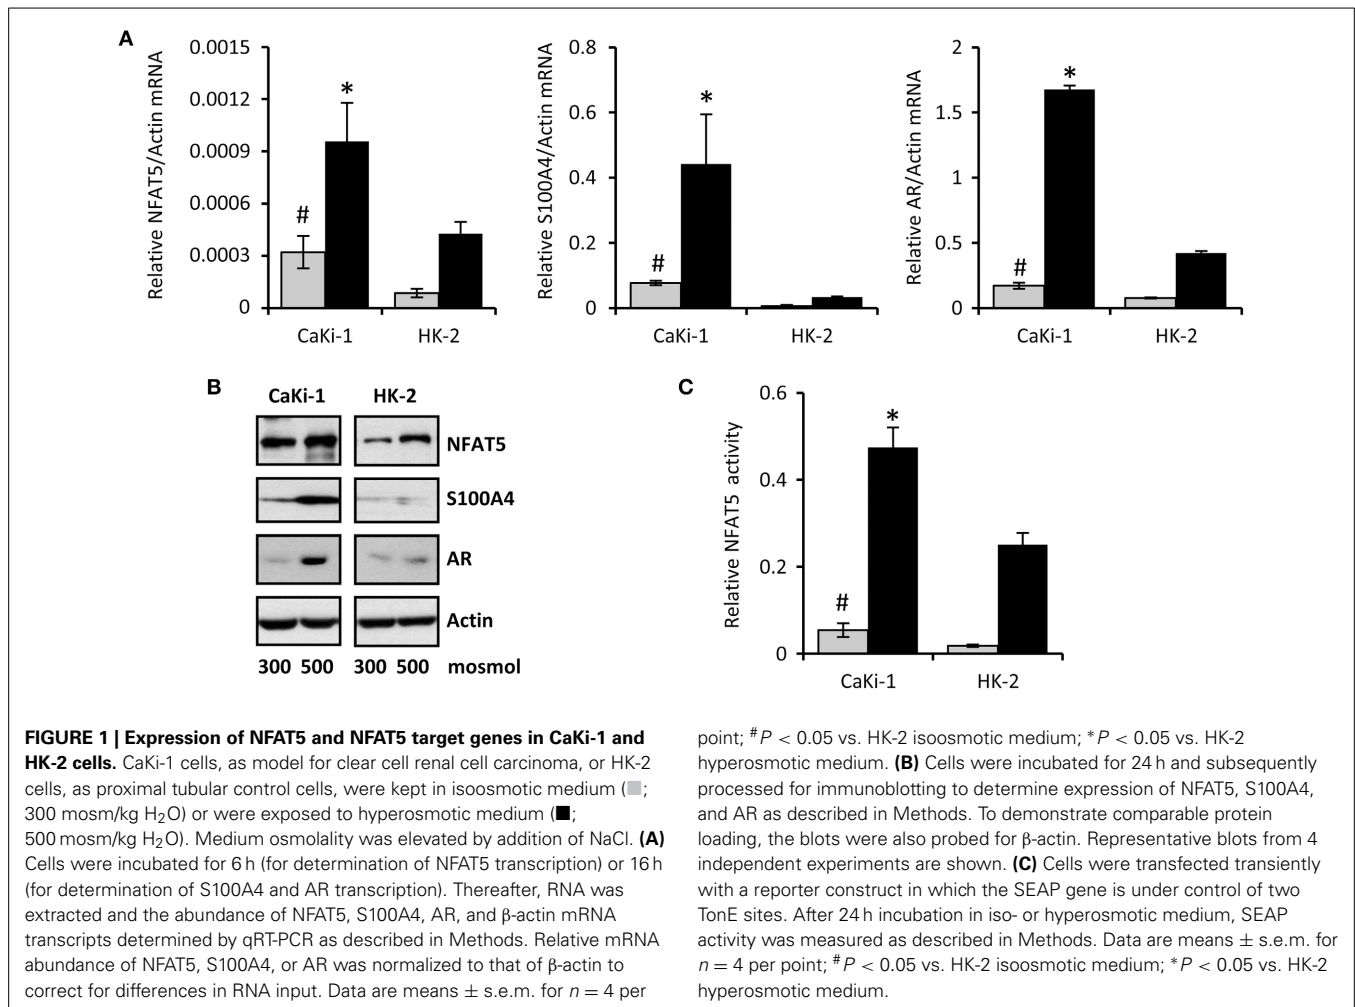 A
Relative NFAT5/Actin mRNA
0.0015
0.0012
0.0009
0.0006
0.0003
0
#
*
CaKi-1 HK-2
Relative S100A4/Actin mRNA
0.8
0.6
0.4
0.2
0
#
*
CaKi-1 HK-2
Relative AR/Actin mRNA
2
1.5
1
0.5
0
#
*
CaKi-1 HK-2
B
CaKi-1 HK-2
NFAT5
S100A4
AR
Actin
300 500 300 500 mosmol
C
Relative NFAT5 activity
0.6
0.4
0.2
0
#
*
CaKi-1 HK-2
FIGURE 1 | Expression of NFAT5 and NFAT5 target genes in CaKi-1 and
HK-2 cells. CaKi-1 cells, as model for clear cell renal cell carcinoma, or HK-2
cells, as proximal tubular control cells, were kept in isoosmotic medium (■;
300 mosm/kg H₂O) or were exposed to hyperosmotic medium (■;
500 mosm/kg H₂O). Medium osmolality was elevated by addition of NaCl. (A)
Cells were incubated for 6 h (for determination of NFAT5 transcription) or 16 h
(for determination of S100A4 and AR transcription). Thereafter, RNA was
extracted and the abundance of NFAT5, S100A4, AR, and β-actin mRNA
transcripts determined by qRT-PCR as described in Methods. Relative mRNA
abundance of NFAT5, S100A4, or AR was normalized to that of β-actin to
correct for differences in RNA input. Data are means ± s.e.m. for n = 4 per
point; #P < 0.05 vs. HK-2 isoosmotic medium; *P < 0.05 vs. HK-2
hyperosmotic medium. (B) Cells were incubated for 24 h and subsequently
processed for immunoblotting to determine expression of NFAT5, S100A4,
and AR as described in Methods. To demonstrate comparable protein
loading, the blots were also probed for β-actin. Representative blots from 4
independent experiments are shown. (C) Cells were transfected transiently
with a reporter construct in which the SEAP gene is under control of two
TonE sites. After 24 h incubation in iso- or hyperosmotic medium, SEAP
activity was measured as described in Methods. Data are means ± s.e.m. for
n = 4 per point; #P < 0.05 vs. HK-2 isoosmotic medium; *P < 0.05 vs. HK-2
hyperosmotic medium.